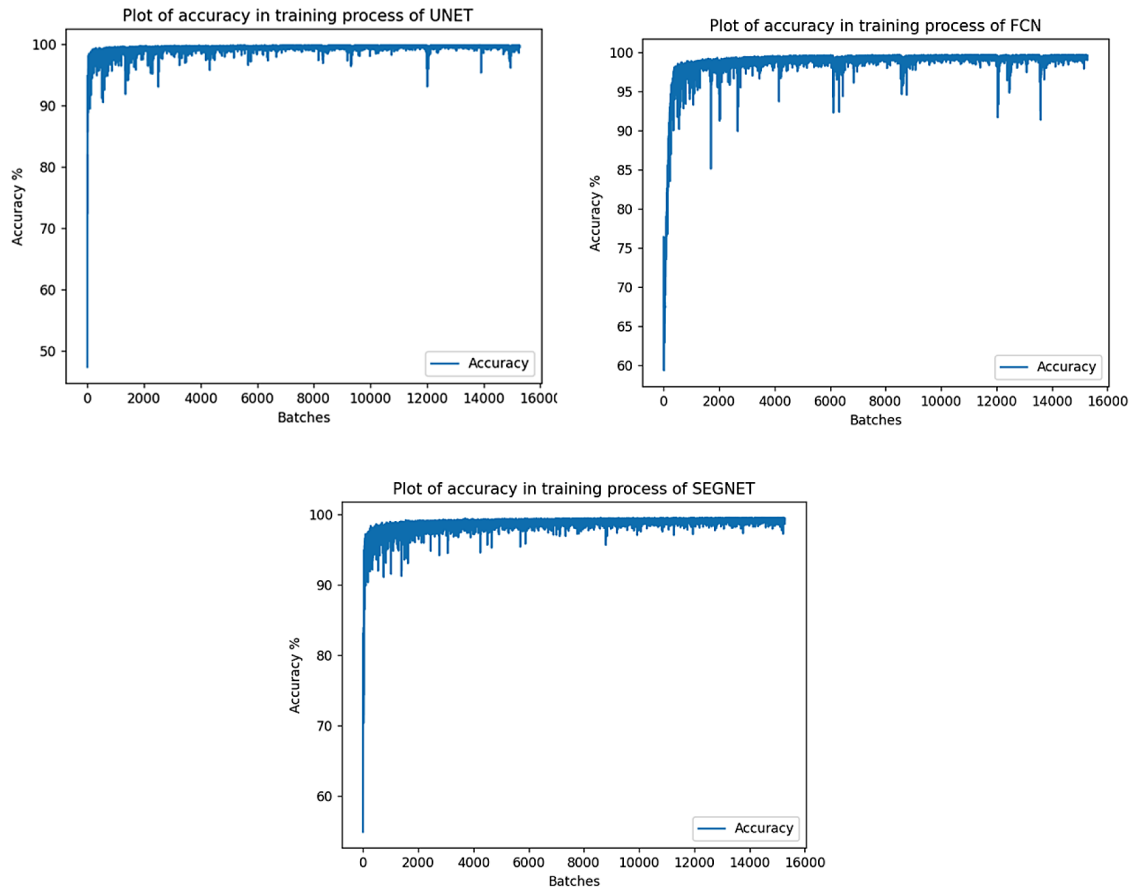 Plot of accuracy in training process of UNET
100
90
80
70
60
50
Accuracy %
Accuracy
0 2000 4000 6000 8000 10000 12000 14000 1600
Batches
Plot of accuracy in training process of FCN
100
95
90
85
80
75
70
65
60
Accuracy %
Accuracy
0 2000 4000 6000 8000 10000 12000 14000 16000
Batches
Plot of accuracy in training process of SEGNET
100
90
80
70
60
Accuracy %
Accuracy
0 2000 4000 6000 8000 10000 12000 14000 16000
Batches